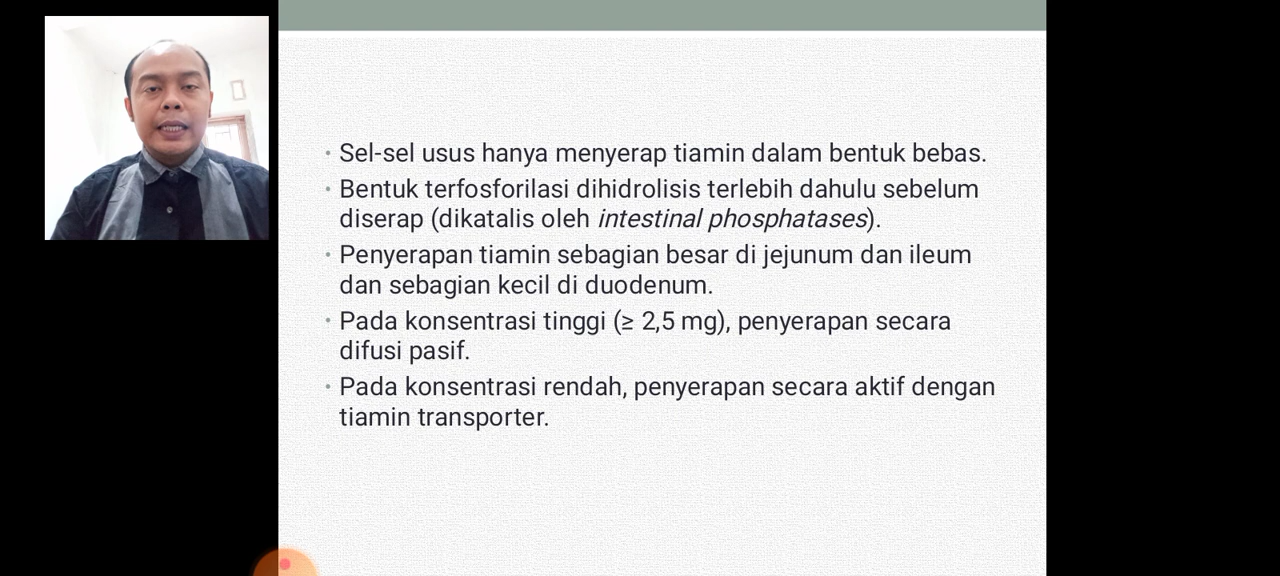 Sel-sel usus hanya menyerap tiamin dalam bentuk bebas.
Bentuk terfosforilasi dihidrolisis terlebih dahulu sebelum
diserap (dikatalis oleh intestinal phosphatases).
Penyerapan tiamin sebagian besar di jejunum dan ileum
dan sebagian kecil di duodenum.
Pada konsentrasi tinggi (≥ 2,5 mg), penyerapan secara
difusi pasif.
Pada konsentrasi rendah, penyerapan secara aktif dengan
tiamin transporter.